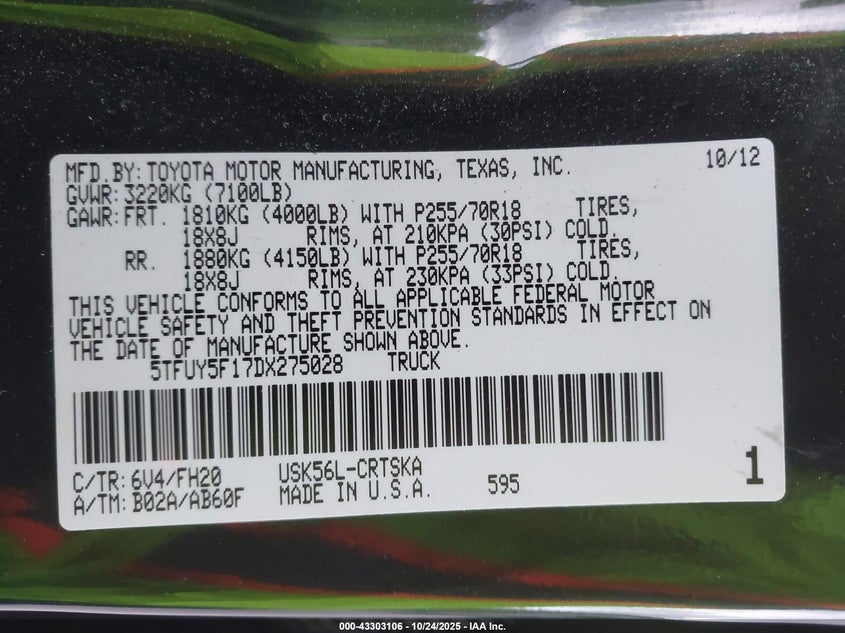 MFD.BY: TOYOTA MOTOR MANUFACTURING, TEXAS, INC. 10/12
GVWR: 3220KG (7100LB)
GAWR: FRT. 1810KG (4000LB) WITH P255/70R18 TIRES,
18X8J RIMS, AT 210KPA (30PSI) COLD.
RR. 1880KG (4150LB) WITH P255/70R18 TIRES,
18X8J RIMS, AT 230KPA (33PSI) COLD.
THIS VEHICLE CONFORMS TO ALL APPLICABLE FEDERAL MOTOR
VEHICLE SAFETY AND THEFT PREVENTION STANDARDS IN EFFECT ON
THE DATE OF MANUFACTURE SHOWN ABOVE.
5TFUY5F17DX275028 TRUCK
C/TR: 6V4/FH20 USK56L-CRTSKA
A/TM: B02A/AB60F MADE IN U.S.A. 595 1
000-43303106 - 10/24/2025 - IAA Inc.